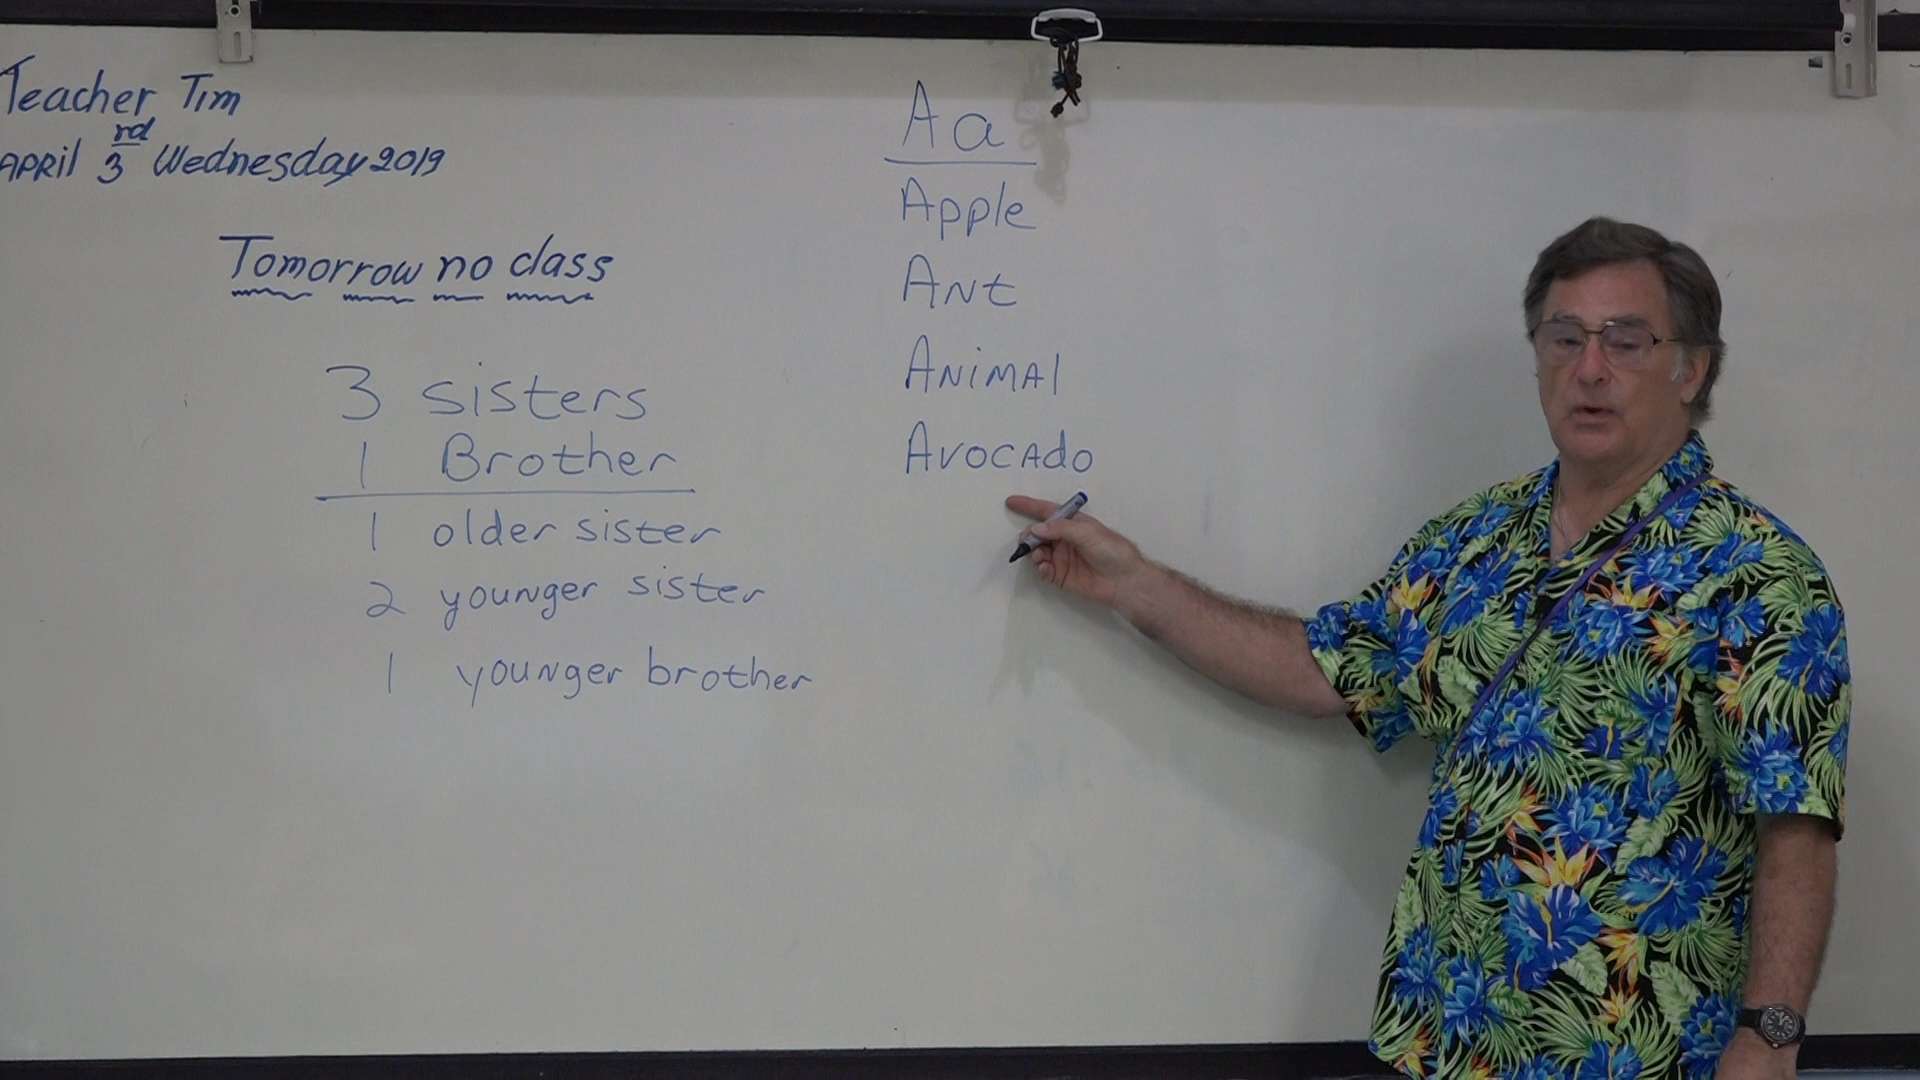 Teacher Tim
April 3rd Wednesday 2019
Tomorrow no class
3 sisters
1 Brother
1 older sister
2 younger sister
1 younger brother
Aa
Apple
Ant
Animal
Avocado